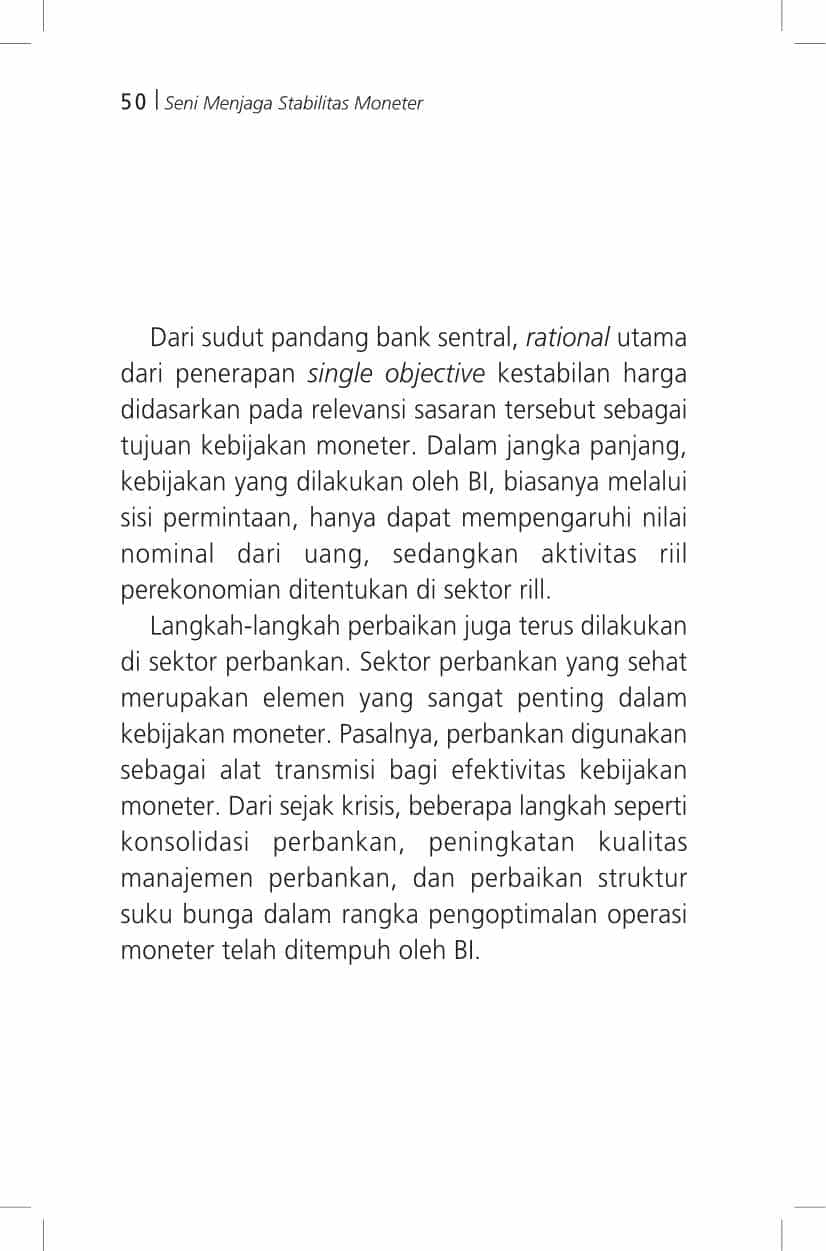 50 | Seni Menjaga Stabilitas Moneter
Dari sudut pandang bank sentral, rational utama
dari penerapan single objective kestabilan harga
didasarkan pada relevansi sasaran tersebut sebagai
tujuan kebijakan moneter. Dalam jangka panjang,
kebijakan yang dilakukan oleh BI, biasanya melalui
sisi permintaan, hanya dapat mempengaruhi nilai
nominal dari uang, sedangkan aktivitas riil
perekonomian ditentukan di sektor rill.
Langkah-langkah perbaikan juga terus dilakukan
di sektor perbankan. Sektor perbankan yang sehat
merupakan elemen yang sangat penting dalam
kebijakan moneter. Pasalnya, perbankan digunakan
sebagai alat transmisi bagi efektivitas kebijakan
moneter. Dari sejak krisis, beberapa langkah seperti
konsolidasi perbankan, peningkatan kualitas
manajemen perbankan, dan perbaikan struktur
suku bunga dalam rangka pengoptimalan operasi
moneter telah ditempuh oleh BI.